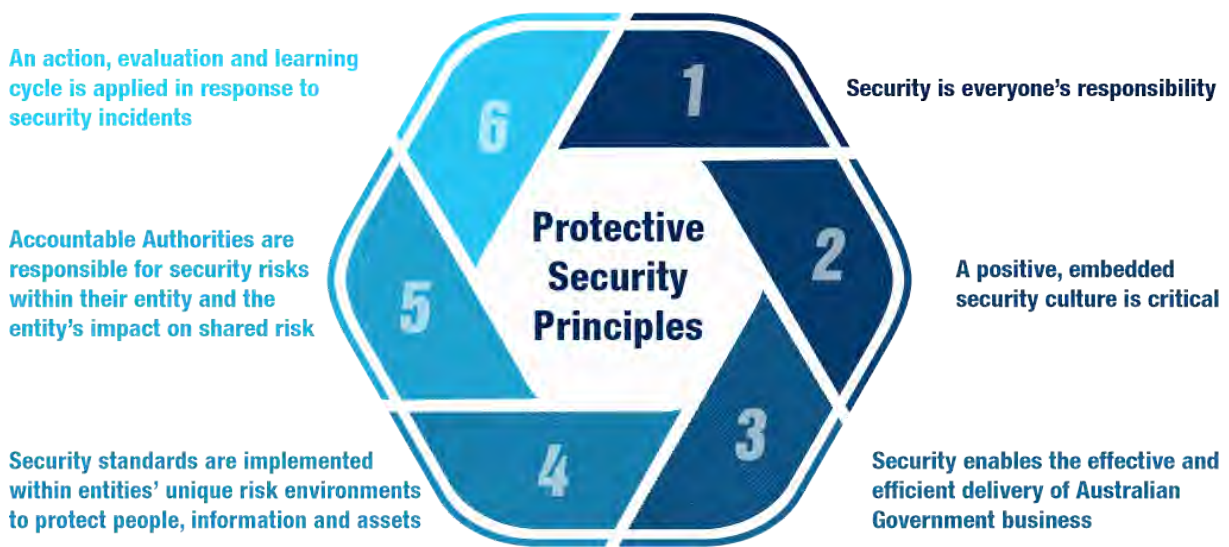 Protective
Security
Principles
1
Security is everyone’s responsibility
2
A positive, embedded
security culture is critical
3
Security enables the effective and
efficient delivery of Australian
Government business
4
Security standards are implemented
within entities’ unique risk environments
to protect people, information and assets
5
Accountable Authorities are
responsible for security risks
within their entity and the
entity’s impact on shared risk
6
An action, evaluation and learning
cycle is applied in response to
security incidents